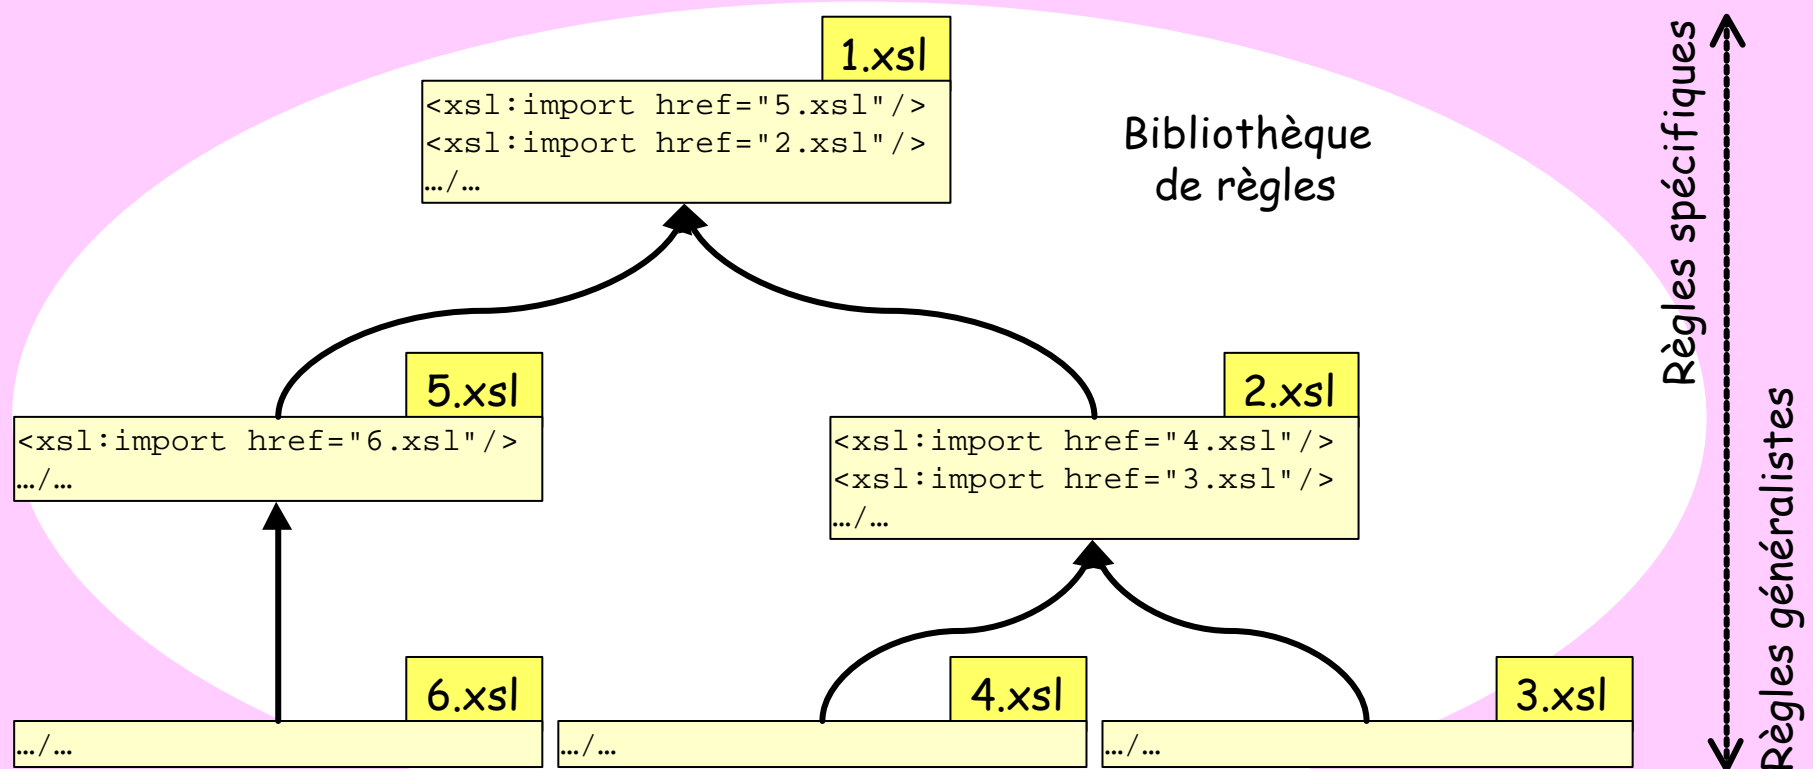 1.xsl
<xsl:import href="5.xsl"/>
<xsl:import href="2.xsl"/>
…/…
Bibliothèque
de règles
Règles spécifiques
5.xsl
<xsl:import href="6.xsl"/>
…/…
2.xsl
<xsl:import href="4.xsl"/>
<xsl:import href="3.xsl"/>
…/…
Règles généralistes
6.xsl
…/…
4.xsl
…/…
3.xsl
…/…